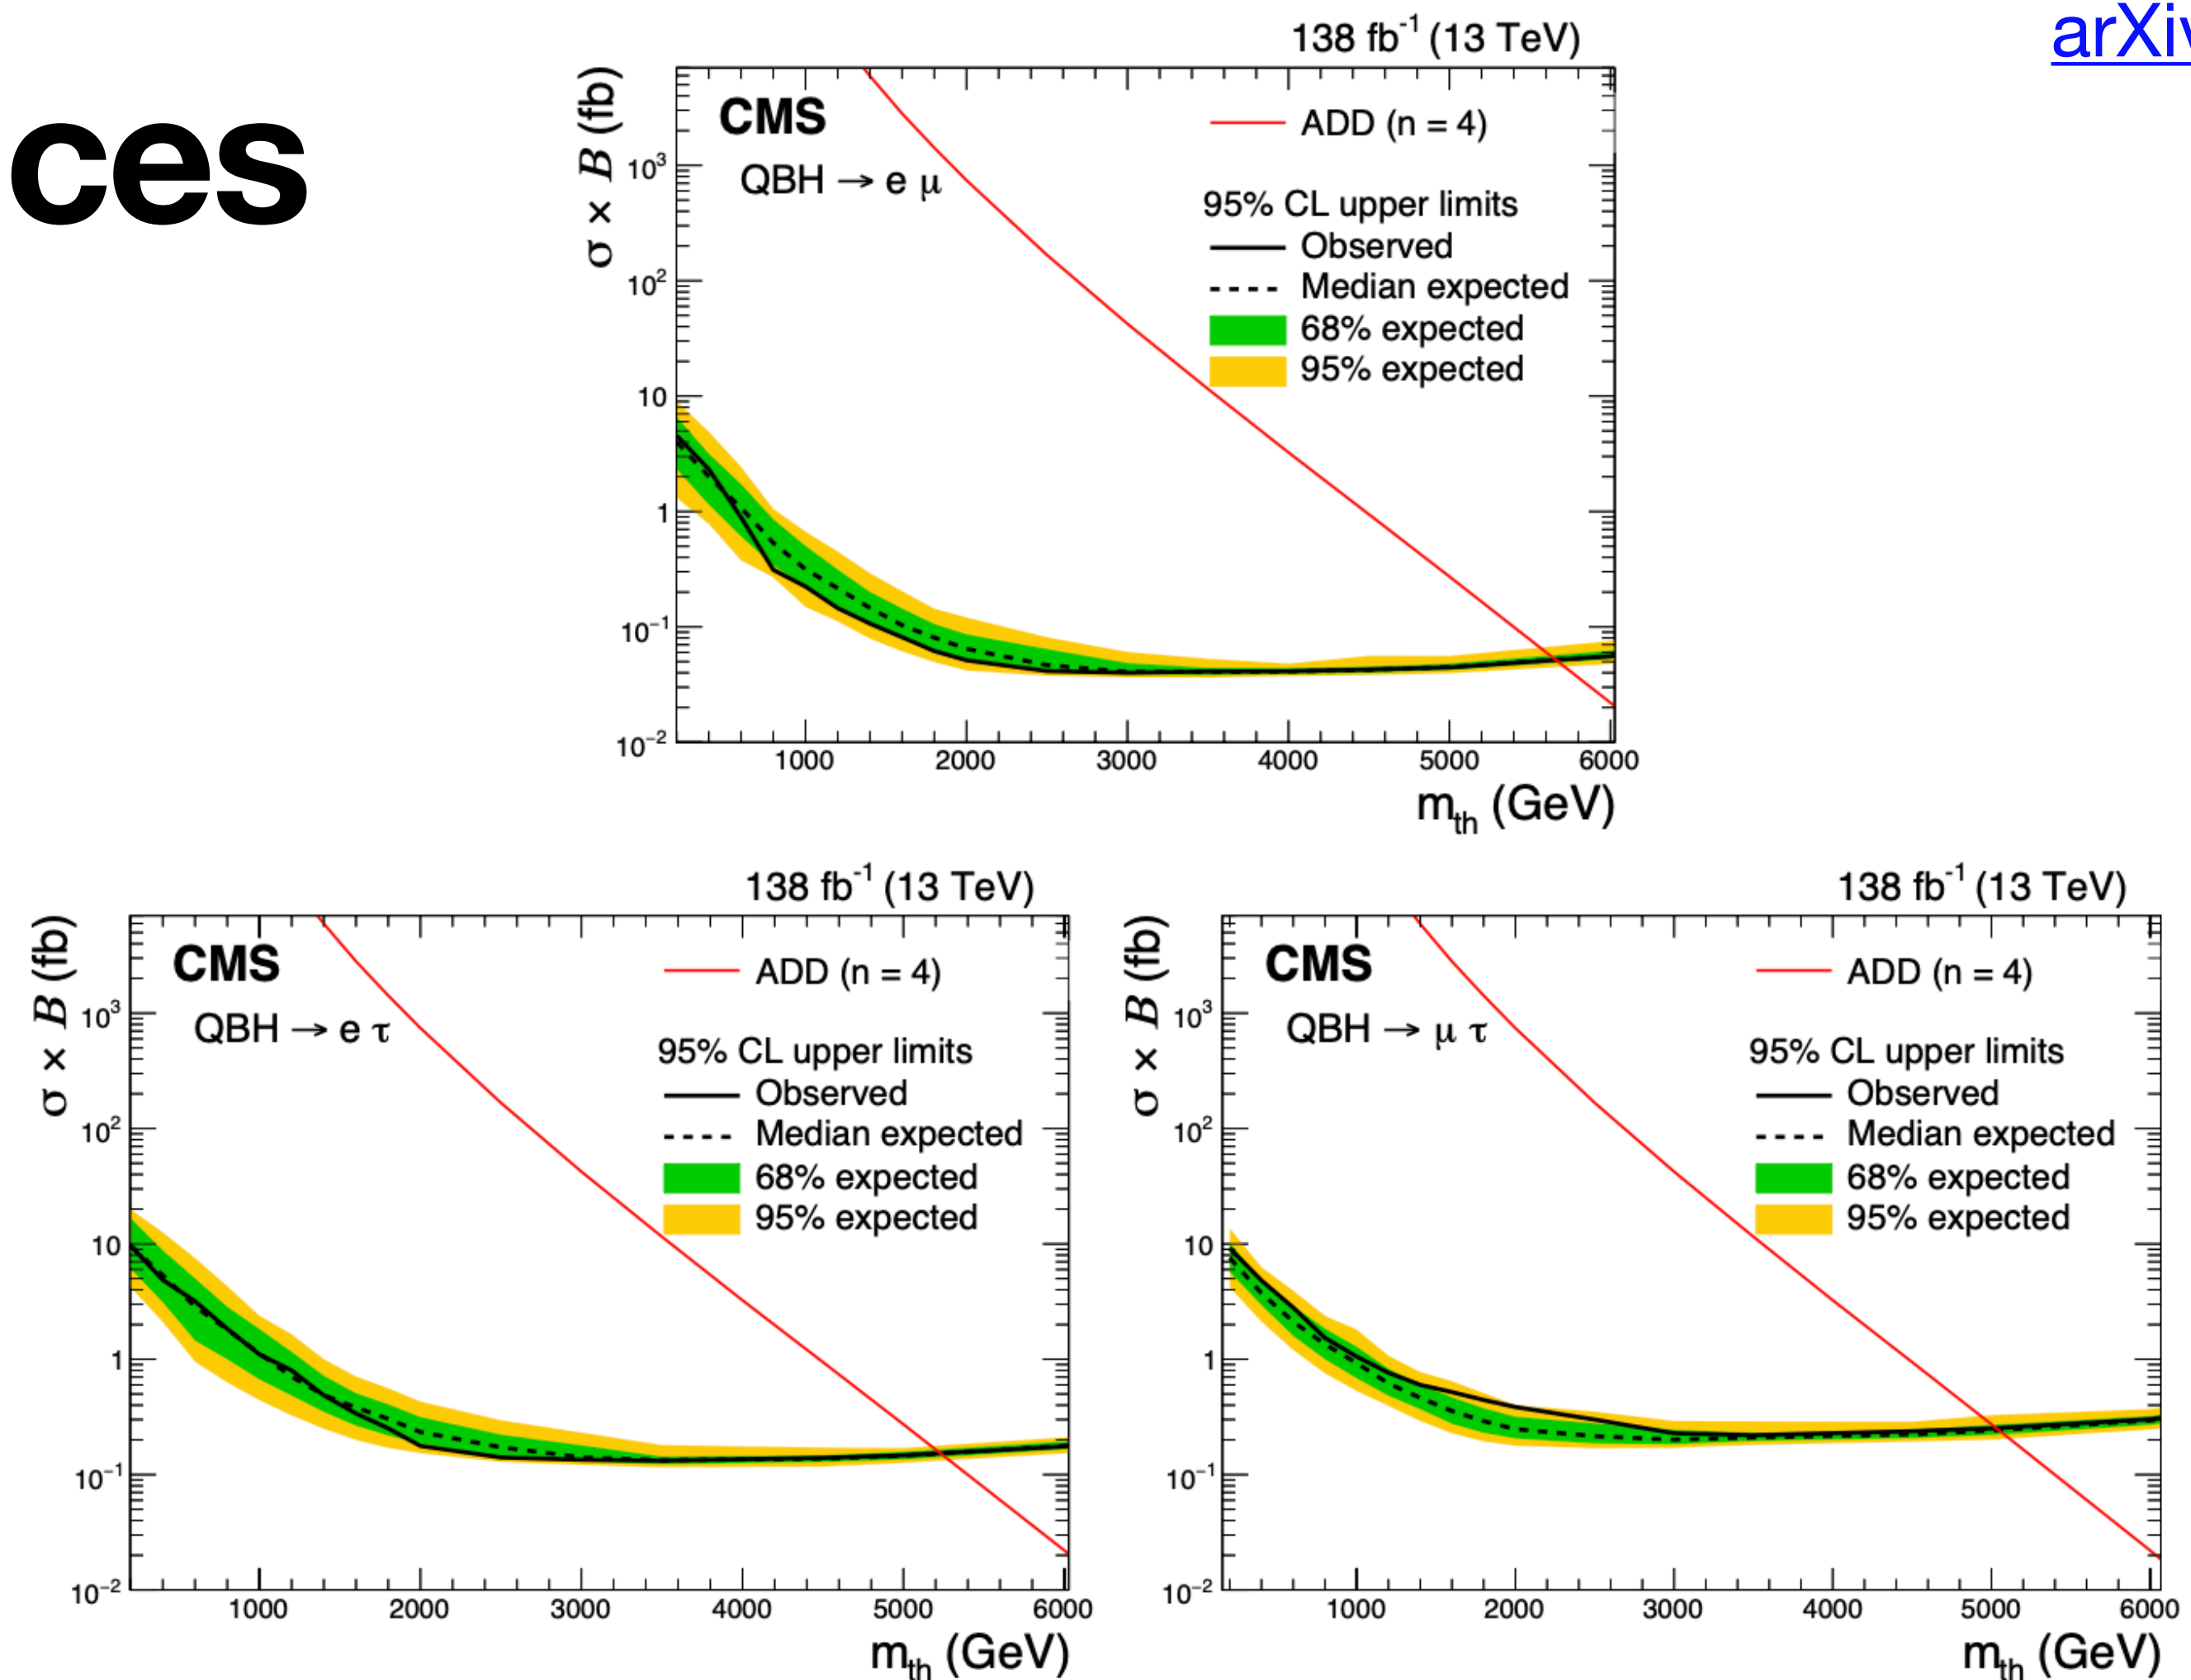 arXiv
ces
138 fb⁻¹ (13 TeV)
CMS
QBH → e μ
ADD (n = 4)
95% CL upper limits
Observed
Median expected
68% expected
95% expected
σ × B (fb)
10³
10²
10
1
10⁻¹
10⁻²
1000 2000 3000 4000 5000 6000
m_th (GeV)
138 fb⁻¹ (13 TeV)
CMS
QBH → e τ
ADD (n = 4)
95% CL upper limits
Observed
Median expected
68% expected
95% expected
σ × B (fb)
10³
10²
10
1
10⁻¹
10⁻²
1000 2000 3000 4000 5000 6000
m_th (GeV)
138 fb⁻¹ (13 TeV)
CMS
QBH → μ τ
ADD (n = 4)
95% CL upper limits
Observed
Median expected
68% expected
95% expected
σ × B (fb)
10³
10²
10
1
10⁻¹
10⁻²
1000 2000 3000 4000 5000 6000
m_th (GeV)